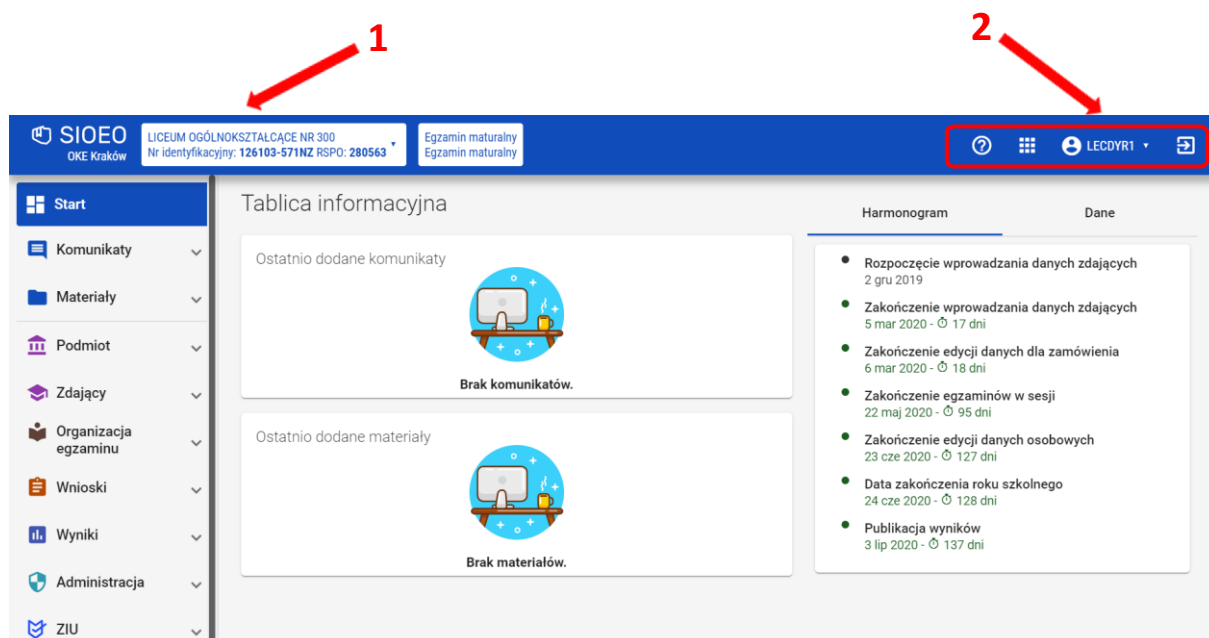 1
2
SIOEO
OKE Kraków
LICEUM OGÓLNOKSZTAŁCĄCE NR 300
Nr identyfikacyjny: 126103-571NZ RSPO: 280563
Egzamin maturalny
Egzamin maturalny
LECDYR1
Start
Komunikaty
Materiały
Podmiot
Zdający
Organizacja
egzaminu
Wnioski
Wyniki
Administracja
ZIU
Tablica informacyjna
Ostatnio dodane komunikaty
Brak komunikatów.
Ostatnio dodane materiały
Brak materiałów.
Harmonogram
Dane
Rozpoczęcie wprowadzania danych zdających
2 gru 2019
Zakończenie wprowadzania danych zdających
5 mar 2020 - 17 dni
Zakończenie edycji danych dla zamówienia
6 mar 2020 - 18 dni
Zakończenie egzaminów w sesji
22 maj 2020 - 95 dni
Zakończenie edycji danych osobowych
23 cze 2020 - 127 dni
Data zakończenia roku szkolnego
24 cze 2020 - 128 dni
Publikacja wyników
3 lip 2020 - 137 dni